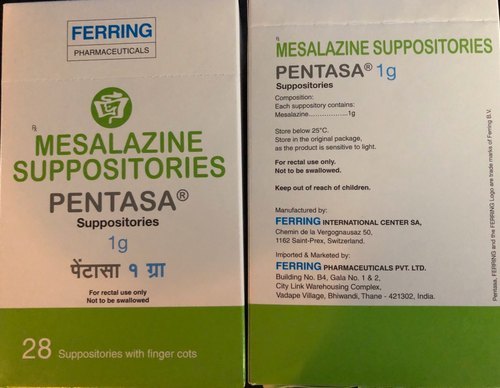 FERRING
PHARMACEUTICALS
Rx
MESALAZINE
SUPPOSITORIES
PENTASA®
Suppositories
1g
पेंटासा १ ग्रा
For rectal use only
Not to be swallowed
28 Suppositories with finger cots
Rx
MESALAZINE SUPPOSITORIES
PENTASA® 1g
Suppositories
Composition:
Each suppository contains:
Mesalazine..................1g
Store below 25°C.
Store in the original package,
as the product is sensitive to light.
For rectal use only.
Not to be swallowed.
Keep out of reach of children.
Manufactured by:
FERRING INTERNATIONAL CENTER SA,
Chemin de la Vergognausaz 50,
1162 Saint-Prex, Switzerland.
Imported & Marketed by:
FERRING PHARMACEUTICALS PVT. LTD.
Building No. B4, Gala No. 1 & 2,
City Link Warehousing Complex,
Vadape Village, Bhiwandi, Thane - 421302, India.
Pentasa, FERRING and the FERRING Logo are trade marks of Ferring B.V.